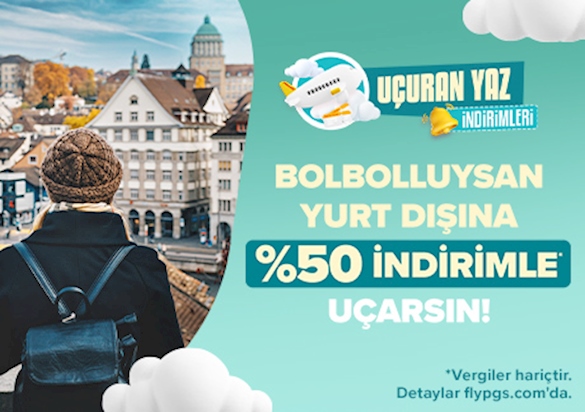 UÇURAN YAZ
İNDİRİMLERİ
BOLBOLLUYSAN
YURT DIŞINA
%50 İNDİRİMLE*
UÇARSIN!
*Vergiler hariçtir.
Detaylar flypgs.com'da.